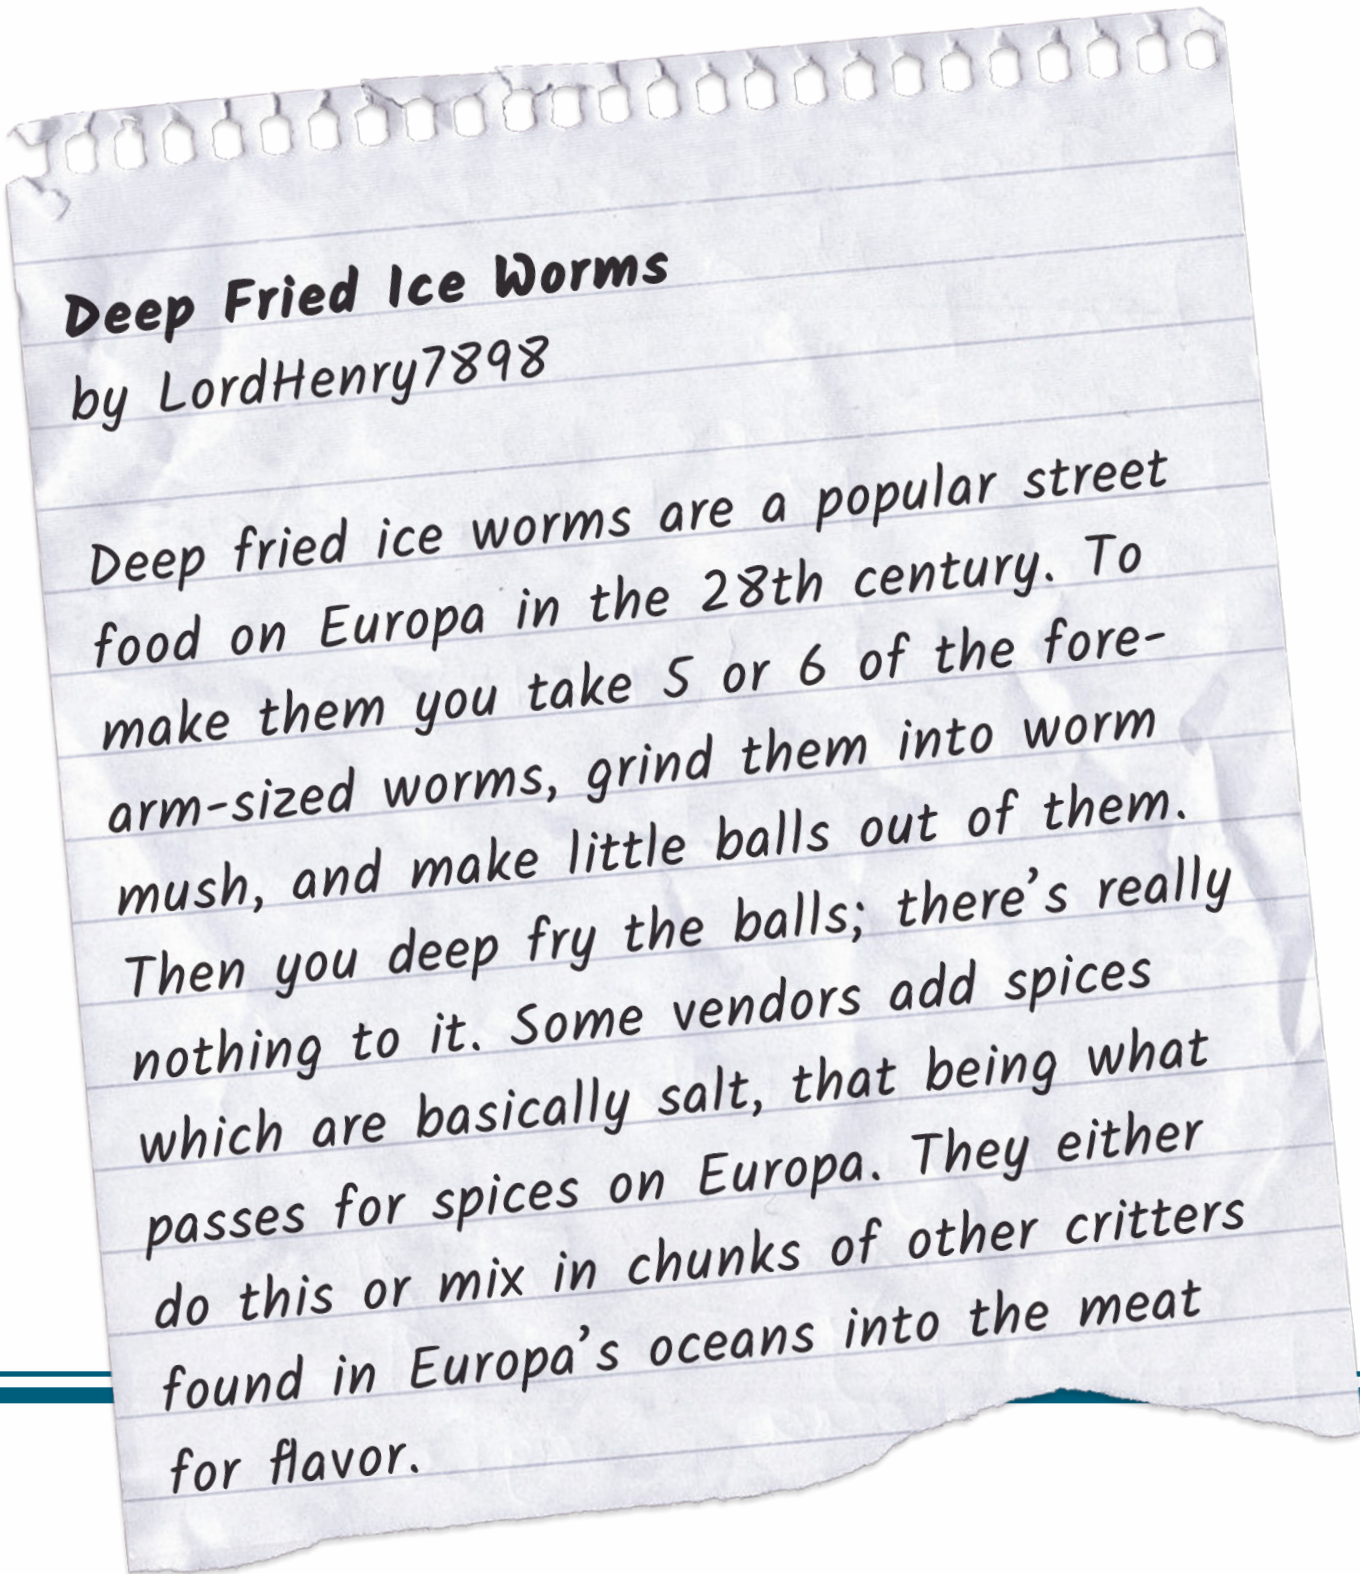 Deep Fried Ice Worms
by LordHenry7898
Deep fried ice worms are a popular street
food on Europa in the 28th century. To
make them you take 5 or 6 of the fore-
arm-sized worms, grind them into worm
mush, and make little balls out of them.
Then you deep fry the balls; there's really
nothing to it. Some vendors add spices
which are basically salt, that being what
passes for spices on Europa. They either
do this or mix in chunks of other critters
found in Europa's oceans into the meat
for flavor.